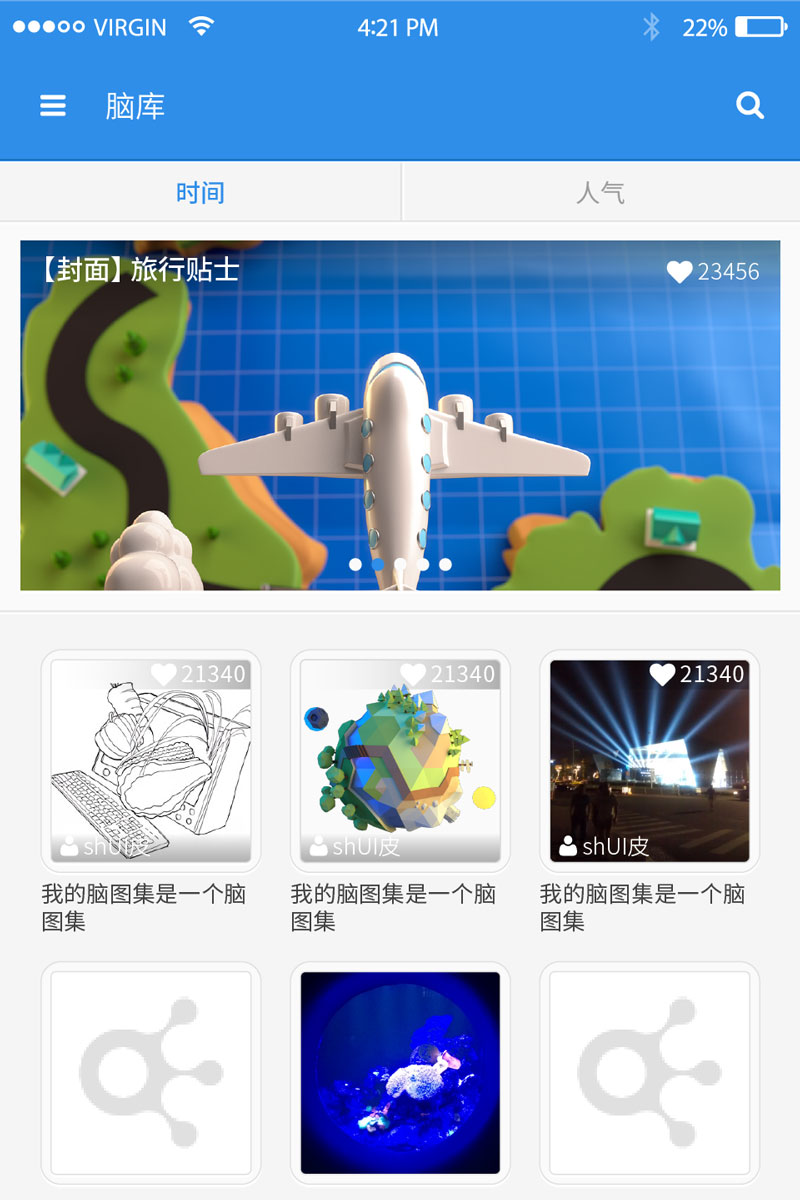 VIRGIN 4:21 PM 22%
脑库
时间 人气
【封面】旅行贴士 23456
21340 21340 21340
shUI皮 shUI皮 shUI皮
我的脑图集是一个脑 我的脑图集是一个脑 我的脑图集是一个脑
图集 图集 图集